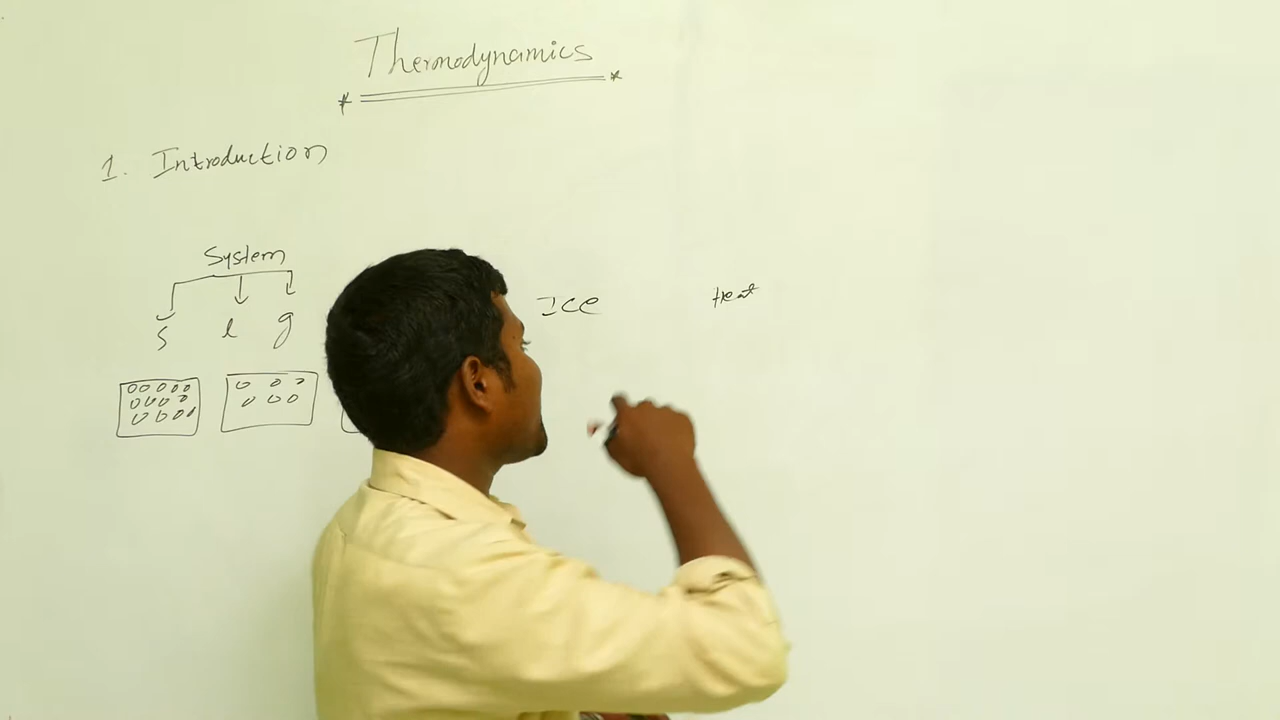 * Thermodynamics *
1. Introduction
System
s l g
Ice Heat